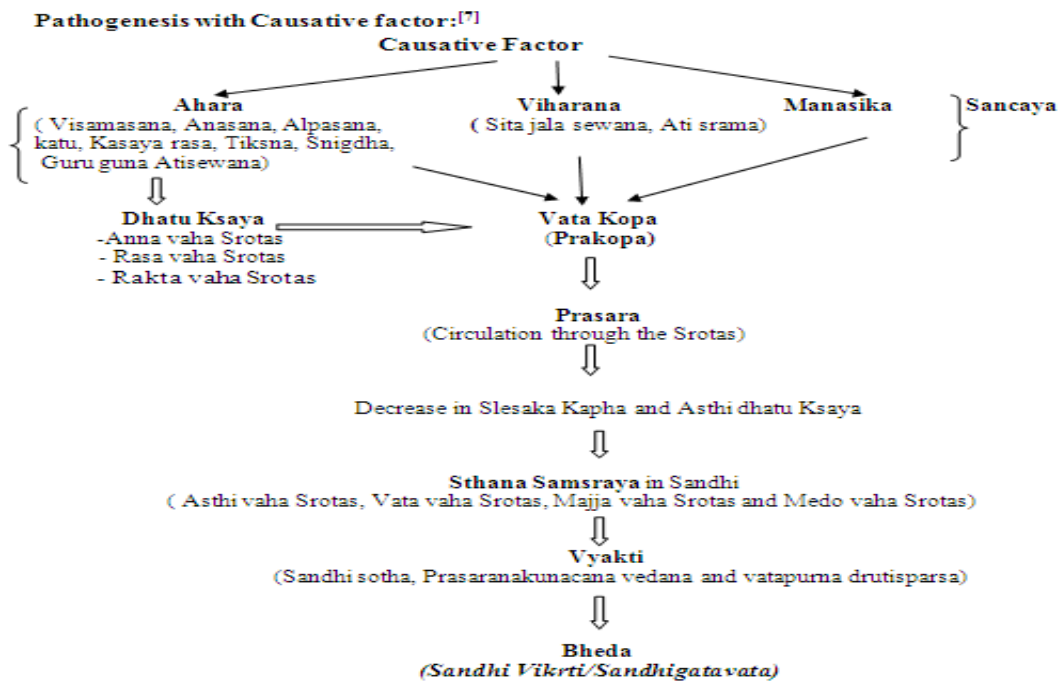 Pathogenesis with Causative factor:[7]
Causative Factor
Ahara
Viharana
Manasika
Sancaya
( Visamasana, Anasana, Alpasana,
katu, Kasaya rasa, Tiksna, Snigdha,
Guru guna Atisewana)
( Sita jala sewana, Ati srama)
Dhatu Ksaya
-Anna vaha Srotas
- Rasa vaha Srotas
- Rakta vaha Srotas
Vata Kopa
(Prakopa)
Prasara
(Circulation through the Srotas)
Decrease in Slesaka Kapha and Asthi dhatu Ksaya
Sthana Samsraya in Sandhi
( Asthi vaha Srotas, Vata vaha Srotas, Majja vaha Srotas and Medo vaha Srotas)
Vyakti
(Sandhi sotha, Prasaranakunacana vedana and vatapurna drutisparsa)
Bheda
(Sandhi Vikrti/Sandhigatavata)